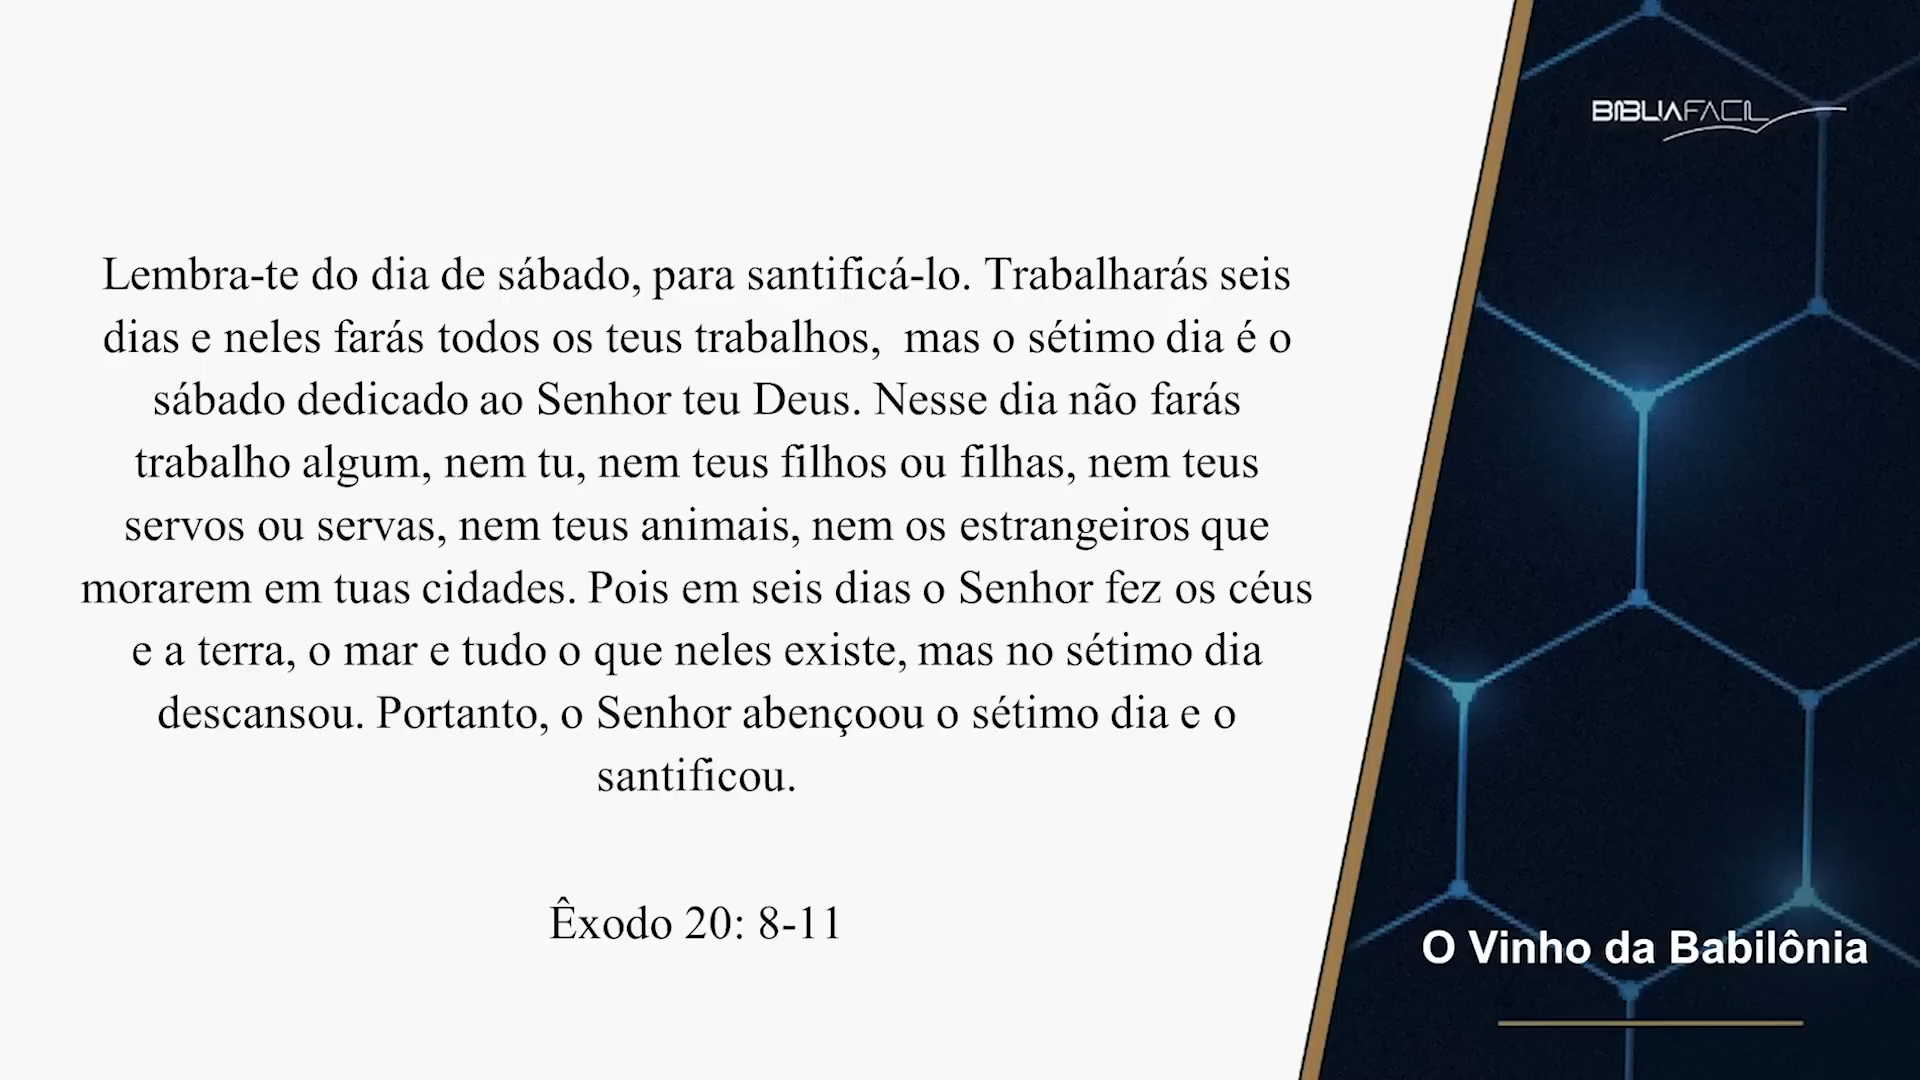 BIBLIAFACIL
Lembra-te do dia de sábado, para santificá-lo. Trabalharás seis
dias e neles farás todos os teus trabalhos,  mas o sétimo dia é o
sábado dedicado ao Senhor teu Deus. Nesse dia não farás
trabalho algum, nem tu, nem teus filhos ou filhas, nem teus
servos ou servas, nem teus animais, nem os estrangeiros que
morarem em tuas cidades. Pois em seis dias o Senhor fez os céus
e a terra, o mar e tudo o que neles existe, mas no sétimo dia
descansou. Portanto, o Senhor abençoou o sétimo dia e o
santificou.
Êxodo 20: 8-11
O Vinho da Babilônia